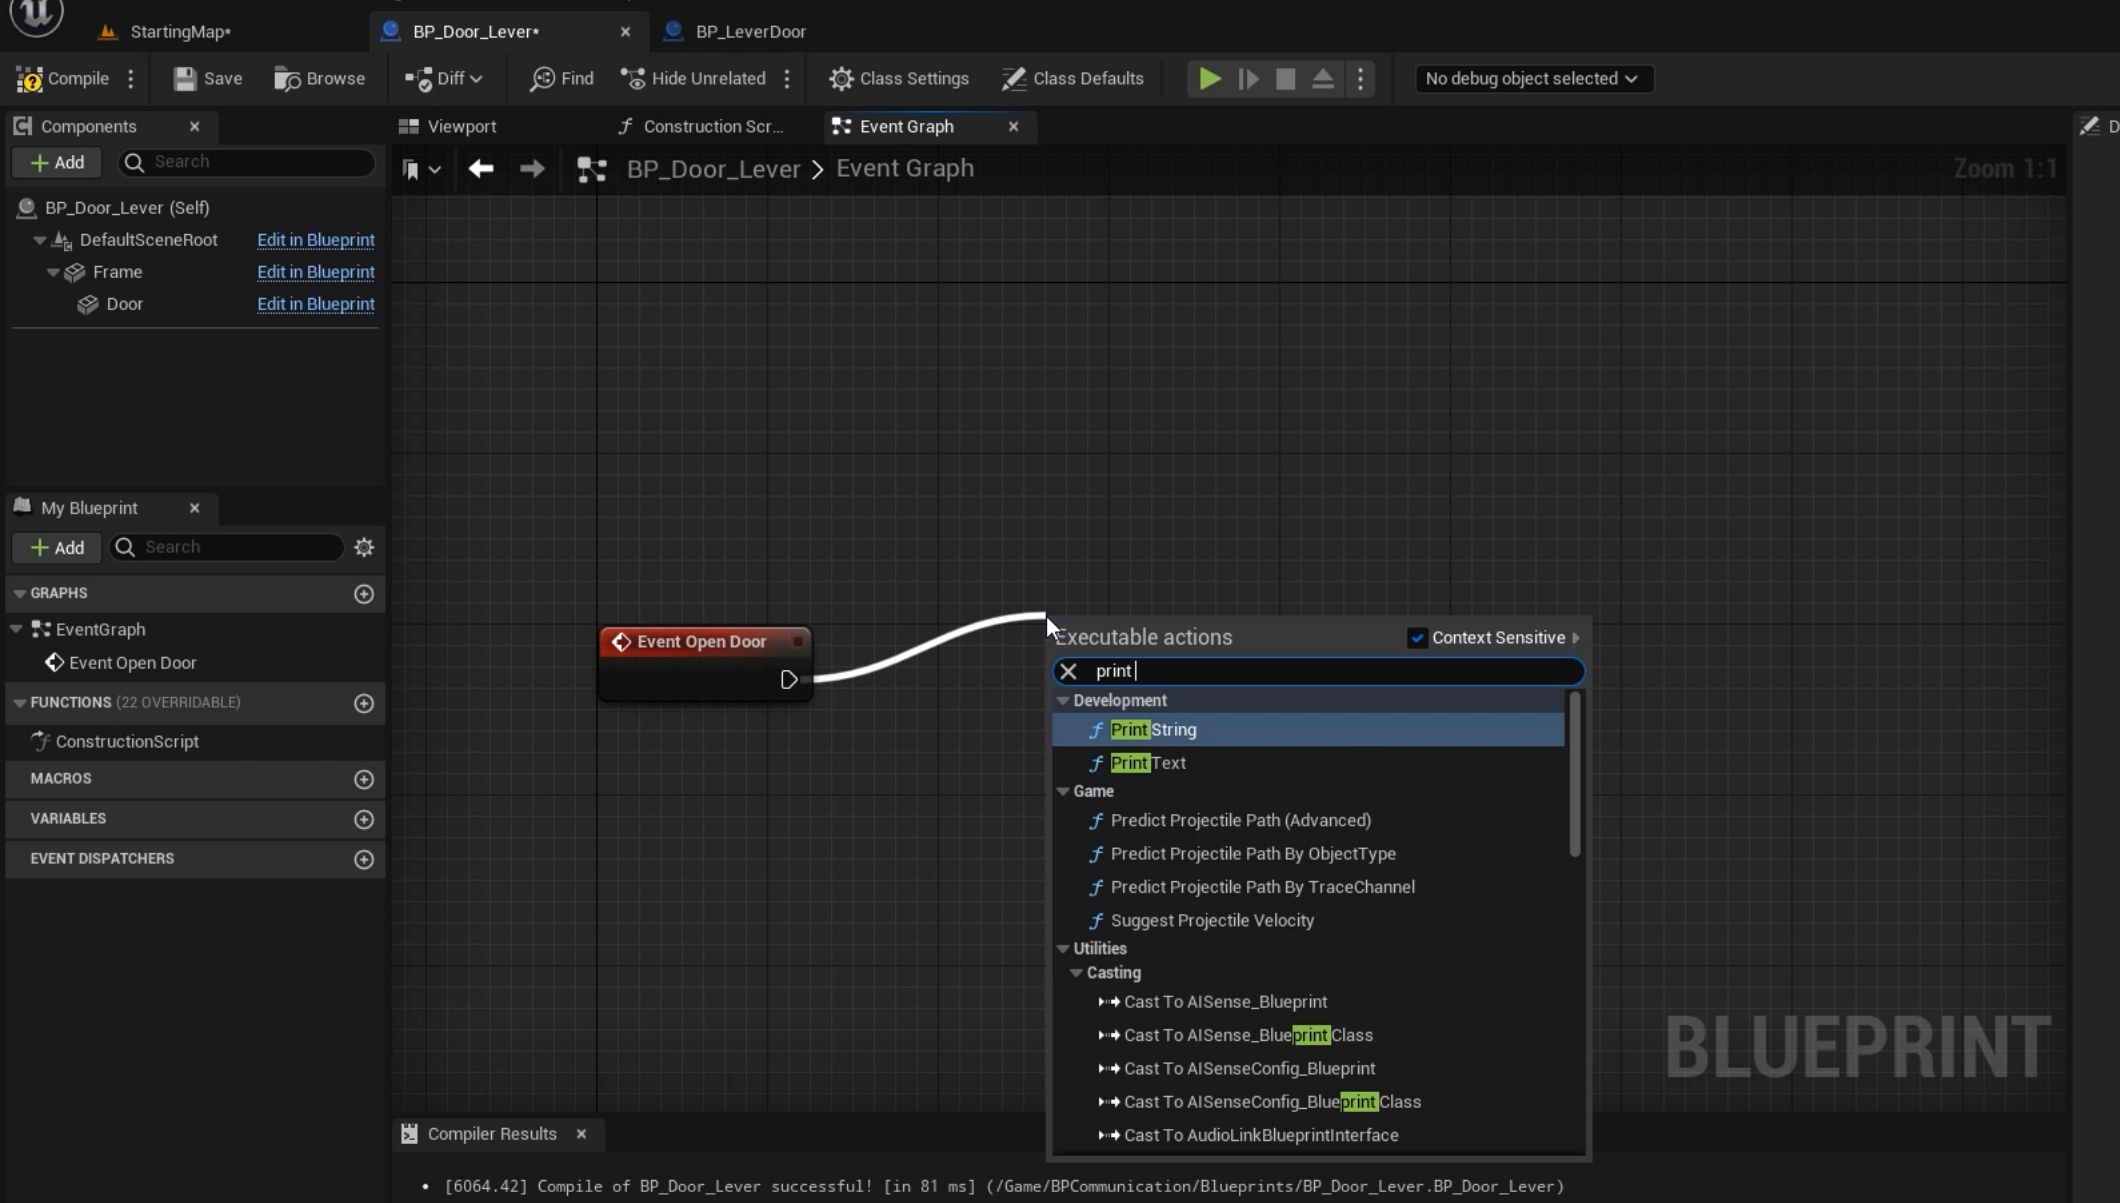 StartingMap*
BP_Door_Lever*
BP_LeverDoor
Compile
Save
Browse
Diff
Find
Hide Unrelated
Class Settings
Class Defaults
No debug object selected
Components
Viewport
Construction Scr...
Event Graph
D
Add
Search
BP_Door_Lever > Event Graph
Zoom 1:1
BP_Door_Lever (Self)
DefaultSceneRoot Edit in Blueprint
Frame Edit in Blueprint
Door Edit in Blueprint
My Blueprint
Add
Search
GRAPHS
EventGraph
Event Open Door
FUNCTIONS (22 OVERRIDABLE)
ConstructionScript
MACROS
VARIABLES
EVENT DISPATCHERS
Event Open Door
Executable actions
Context Sensitive
print
Development
Print String
Print Text
Game
Predict Projectile Path (Advanced)
Predict Projectile Path By ObjectType
Predict Projectile Path By TraceChannel
Suggest Projectile Velocity
Utilities
Casting
Cast To AISense_Blueprint
Cast To AISense_BlueprintClass
Cast To AISenseConfig_Blueprint
Cast To AISenseConfig_BlueprintClass
Cast To AudioLinkBlueprintInterface
BLUEPRINT
Compiler Results
• [6064.42] Compile of BP_Door_Lever successful! [in 81 ms] (/Game/BPCommunication/Blueprints/BP_Door_Lever.BP_Door_Lever)